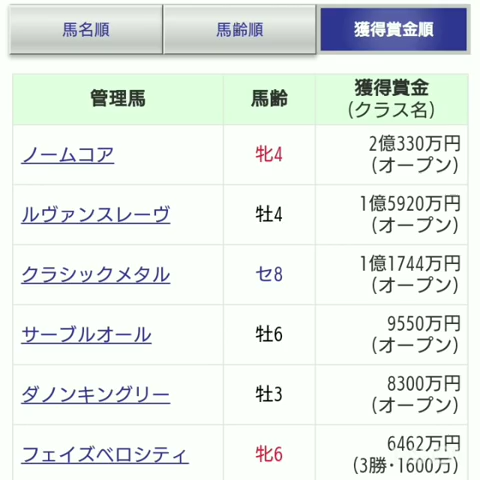 馬名順 馬齢順 獲得賞金順
管理馬 馬齢 獲得賞金
(クラス名)
ノームコア 牝4 2億330万円
(オープン)
ルヴァンスレーヴ 牡4 1億5920万円
(オープン)
クラシックメタル セ8 1億1744万円
(オープン)
サーブルオール 牡6 9550万円
(オープン)
ダノンキングリー 牡3 8300万円
(オープン)
フェイズベロシティ 牝6 6462万円
(3勝・1600万)